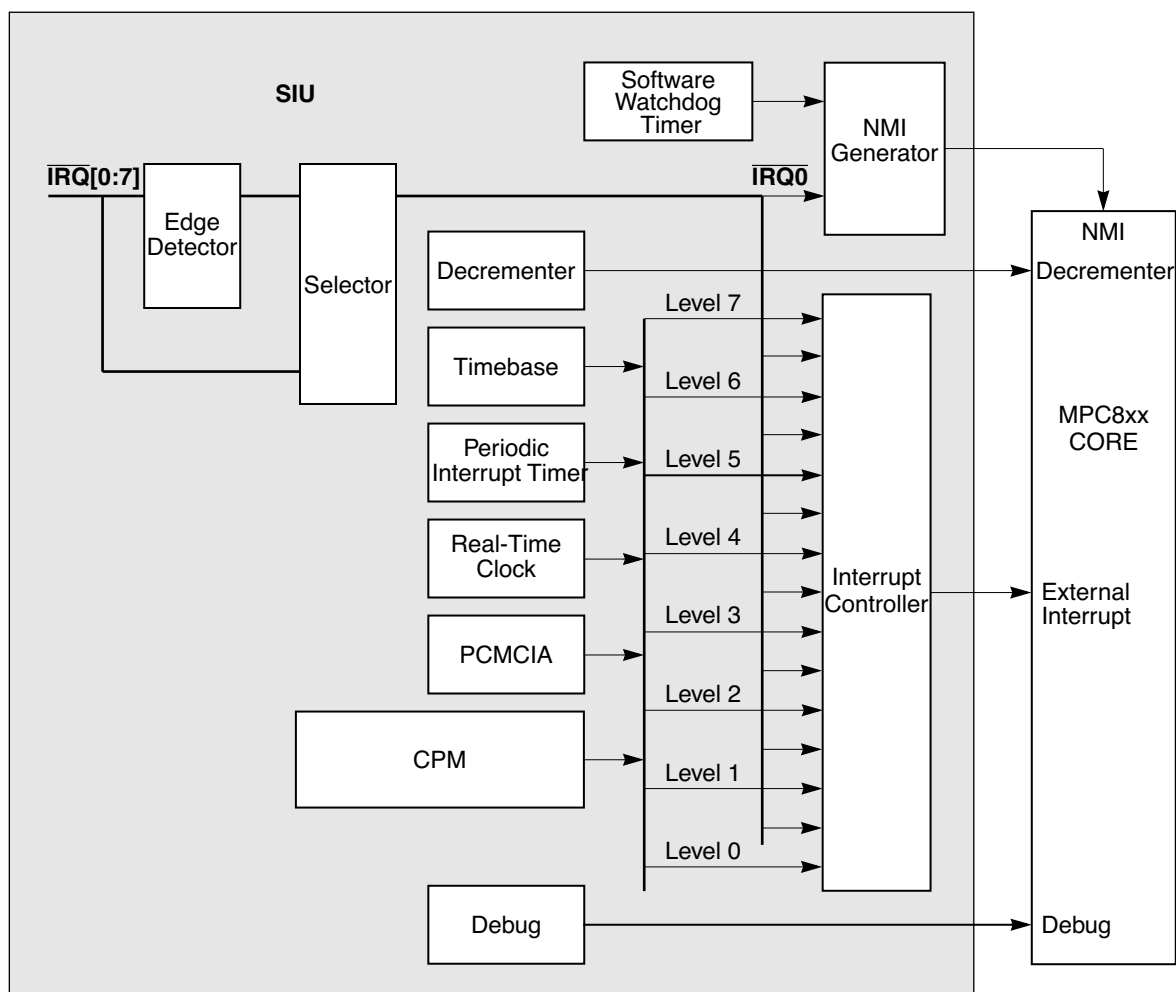 SIU
Software
Watchdog
Timer
NMI
Generator
IRQ[0:7]
IRQ0
Edge
Detector
Selector
NMI
Decrementer
Decrementer
Level 7
Timebase
Level 6
MPC8xx
CORE
Periodic
Interrupt Timer
Level 5
Real-Time
Clock
Level 4
Interrupt
Controller
External
Interrupt
Level 3
PCMCIA
Level 2
CPM
Level 1
Level 0
Debug
Debug